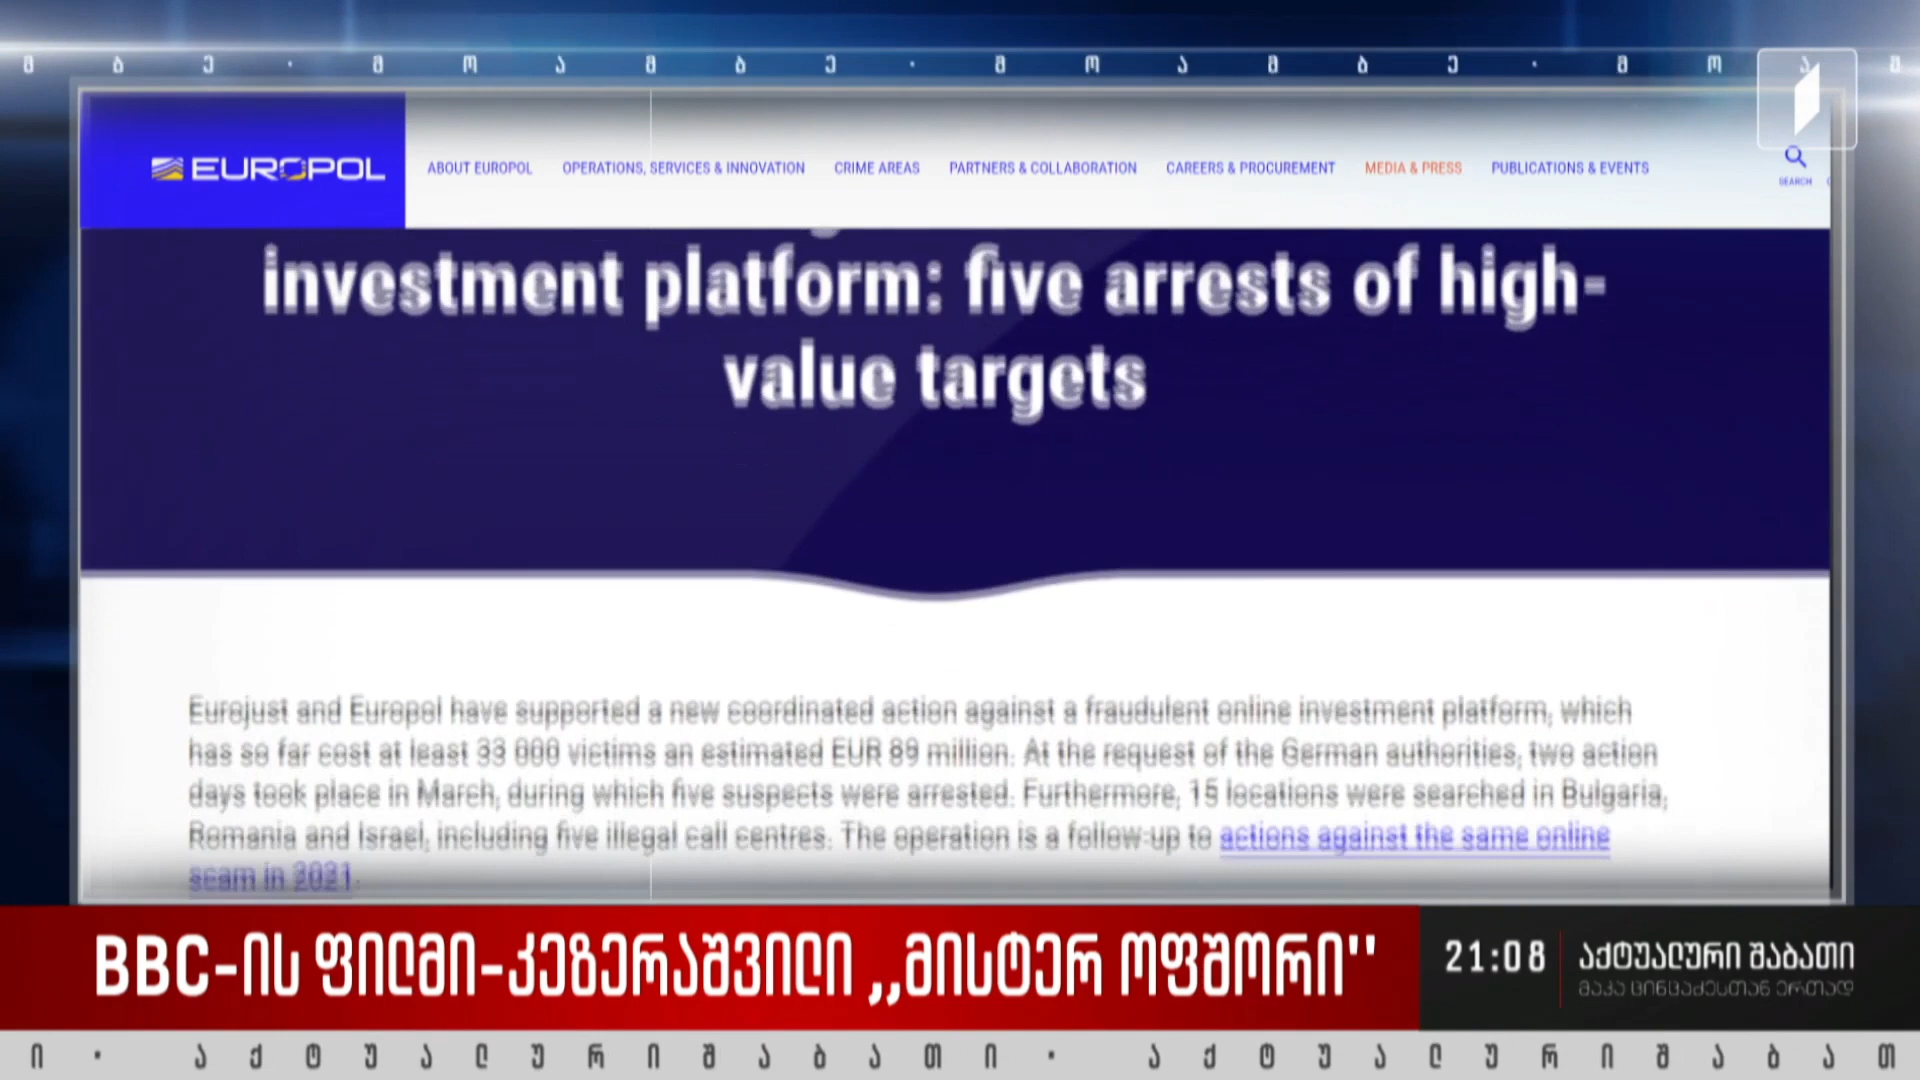 მ ბ ე · მ ო ა მ ბ ე · მ ო ა მ ბ ე · მ ო ა მ
EUROPOL
ABOUT EUROPOL OPERATIONS, SERVICES & INNOVATION CRIME AREAS PARTNERS & COLLABORATION CAREERS & PROCUREMENT MEDIA & PRESS PUBLICATIONS & EVENTS
SEARCH
investment platform: five arrests of high-
value targets
Eurojust and Europol have supported a new coordinated action against a fraudulent online investment platform, which
has so far cost at least 33 000 victims an estimated EUR 89 million. At the request of the German authorities, two action
days took place in March, during which five suspects were arrested. Furthermore, 15 locations were searched in Bulgaria,
Romania and Israel, including five illegal call centres. The operation is a follow-up to actions against the same online
scam in 2021.
BBC-ის ფილმი-კეზერაშვილი ,,მისტერ ოფშორი"
21:08
აქტუალური შაბათი
მაკა ცინცაძესთან ერთად
ი · ა ქ ტ უ ა ლ უ რ ი შ ა ბ ა თ ი · ა ქ ტ უ ა ლ უ რ ი შ ა ბ ა თ